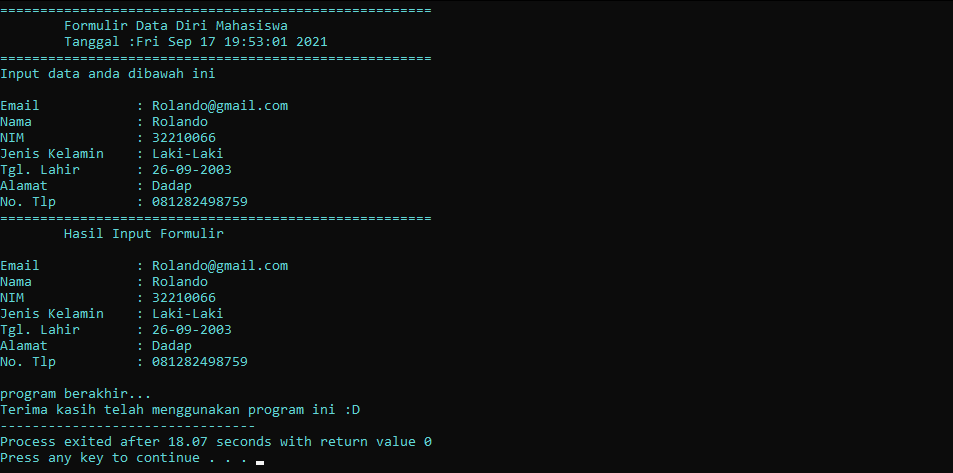 ======================================================
Formulir Data Diri Mahasiswa
Tanggal :Fri Sep 17 19:53:01 2021
======================================================
Input data anda dibawah ini
Email : Rolando@gmail.com
Nama : Rolando
NIM : 32210066
Jenis Kelamin : Laki-Laki
Tgl. Lahir : 26-09-2003
Alamat : Dadap
No. Tlp : 081282498759
======================================================
Hasil Input Formulir
Email : Rolando@gmail.com
Nama : Rolando
NIM : 32210066
Jenis Kelamin : Laki-Laki
Tgl. Lahir : 26-09-2003
Alamat : Dadap
No. Tlp : 081282498759
program berakhir...
Terima kasih telah menggunakan program ini :D
--------------------------------
Process exited after 18.07 seconds with return value 0
Press any key to continue . . .